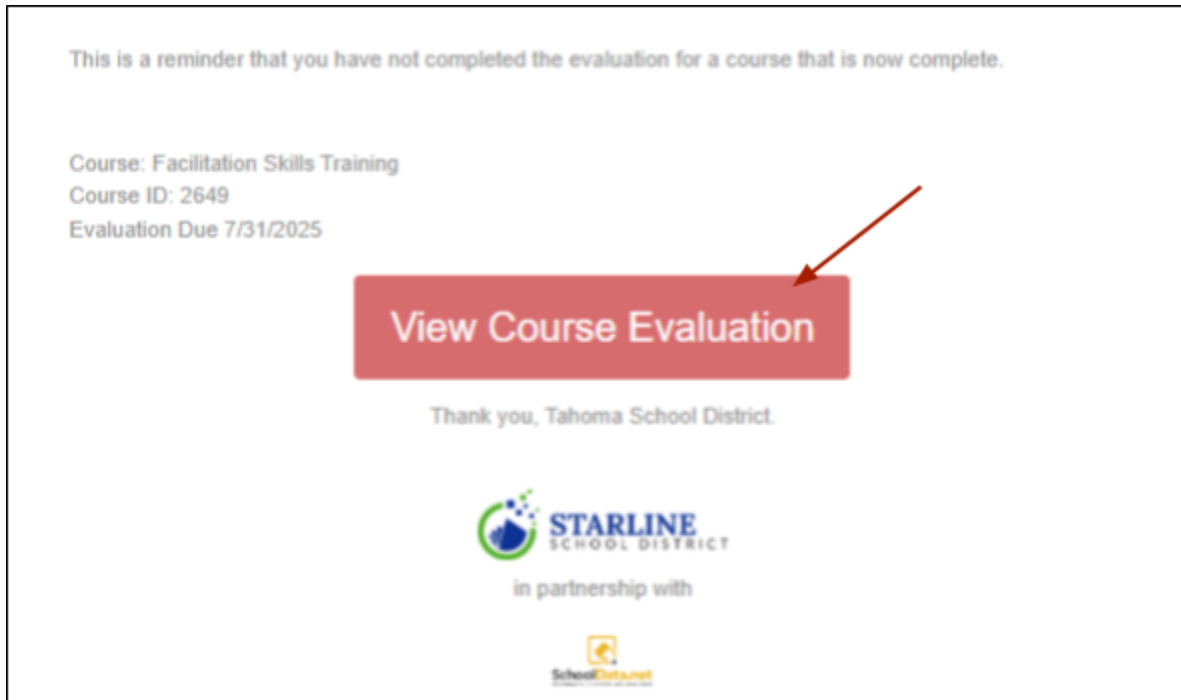 This is a reminder that you have not completed the evaluation for a course that is now complete.
Course: Facilitation Skills Training
Course ID: 2649
Evaluation Due 7/31/2025
View Course Evaluation
Thank you, Tahoma School District.
STARLINE
SCHOOL DISTRICT
in partnership with
SchoolData.net